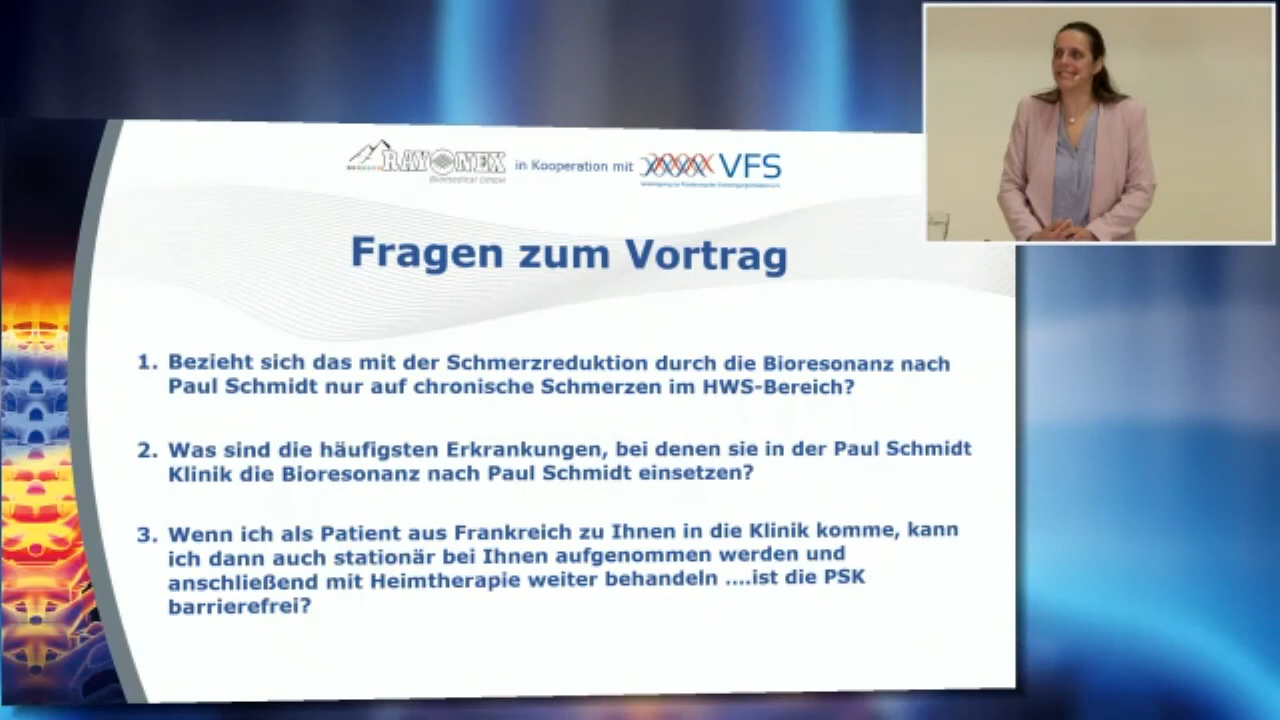 RAYONEX
Biomedical GmbH
in Kooperation mit
VFS
Fragen zum Vortrag
1. Bezieht sich das mit der Schmerzreduktion durch die Bioresonanz nach
Paul Schmidt nur auf chronische Schmerzen im HWS-Bereich?
2. Was sind die häufigsten Erkrankungen, bei denen sie in der Paul Schmidt
Klinik die Bioresonanz nach Paul Schmidt einsetzen?
3. Wenn ich als Patient aus Frankreich zu Ihnen in die Klinik komme, kann
ich dann auch stationär bei Ihnen aufgenommen werden und
anschließend mit Heimtherapie weiter behandeln ....ist die PSK
barrierefrei?